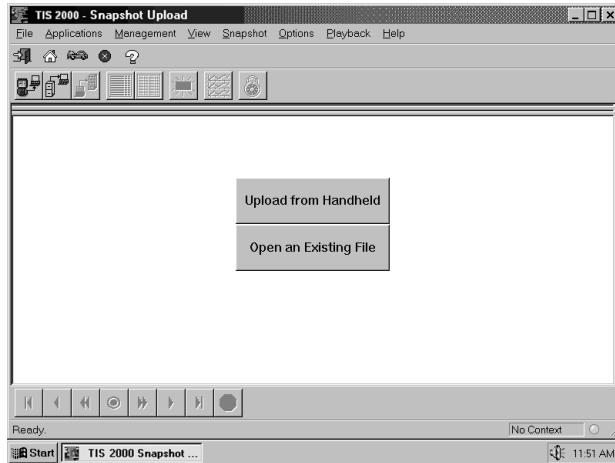 TIS 2000 - Snapshot Upload
File Applications Management View Snapshot Options Playback Help
Upload from Handheld
Open an Existing File
Ready.
No Context
Start
TIS 2000 Snapshot ...
11:51 AM